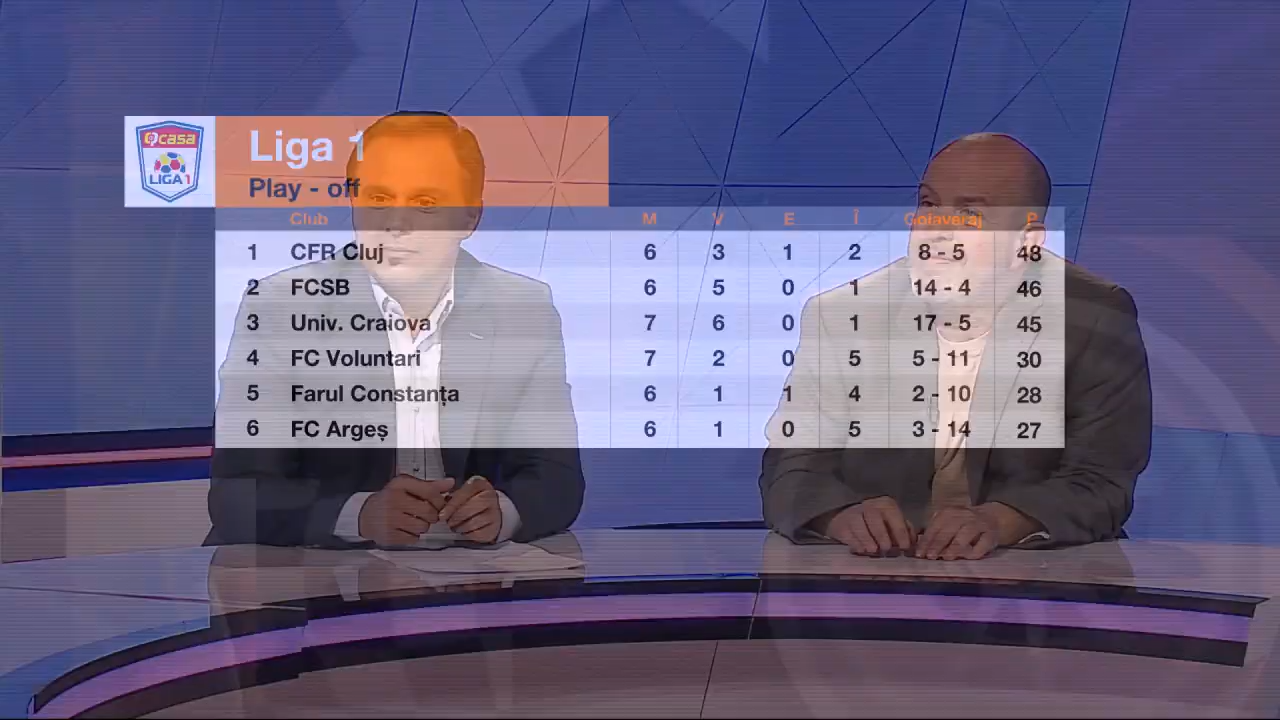 casa
LIGA 1
Liga 1
Play - off
Club M V E Î Golaveraj P
1 CFR Cluj 6 3 1 2 8 - 5 48
2 FCSB 6 5 0 1 14 - 4 46
3 Univ. Craiova 7 6 0 1 17 - 5 45
4 FC Voluntari 7 2 0 5 5 - 11 30
5 Farul Constanța 6 1 1 4 2 - 10 28
6 FC Argeș 6 1 0 5 3 - 14 27